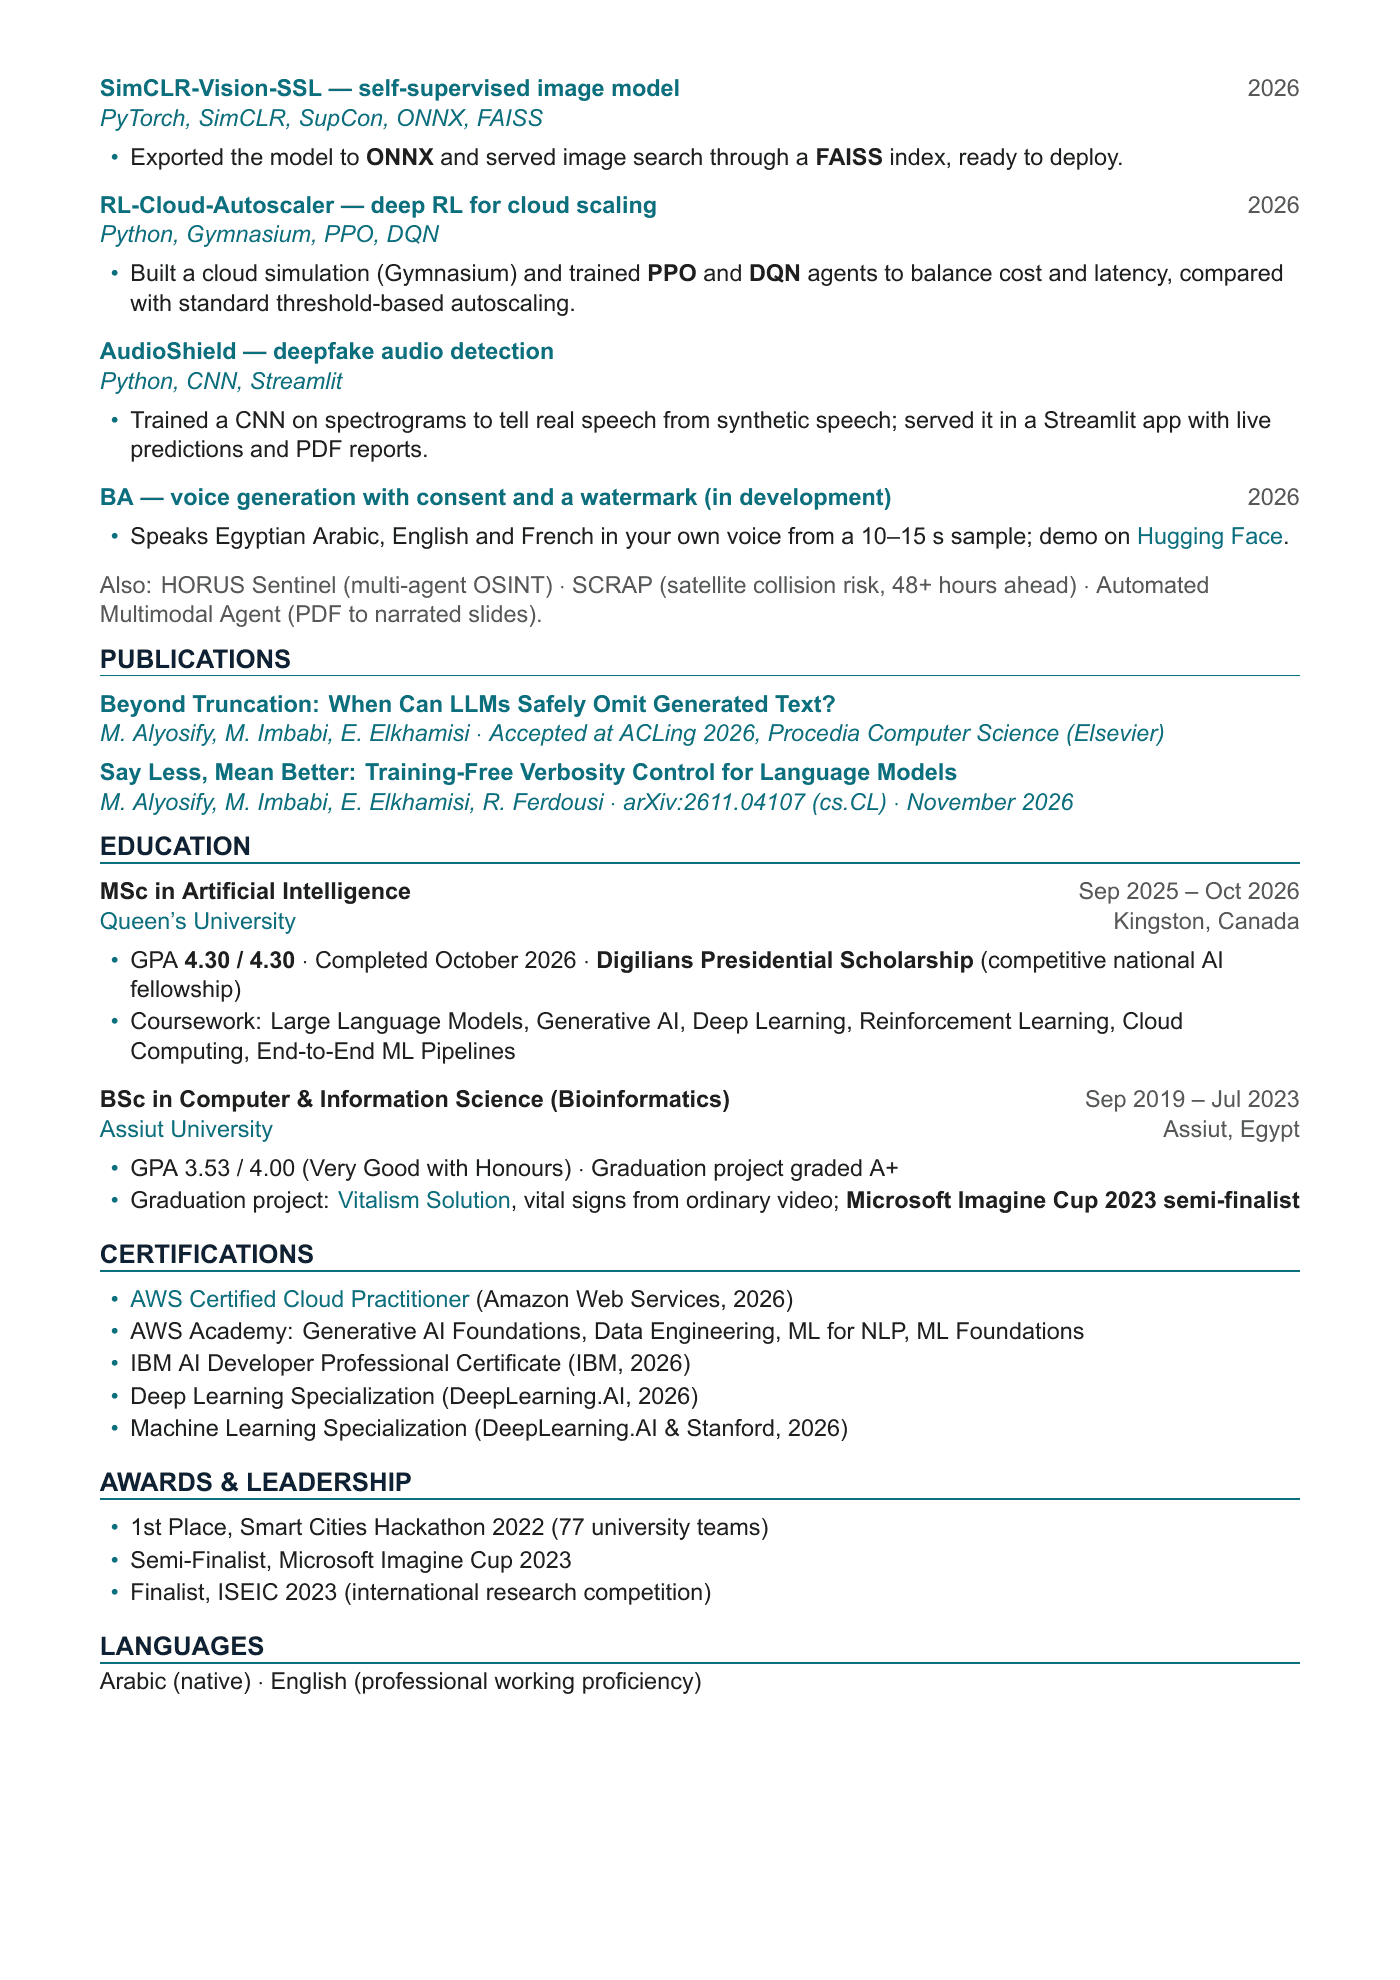 SimCLR-Vision-SSL — self-supervised image model 2026
PyTorch, SimCLR, SupCon, ONNX, FAISS
• Exported the model to ONNX and served image search through a FAISS index, ready to deploy.
RL-Cloud-Autoscaler — deep RL for cloud scaling 2026
Python, Gymnasium, PPO, DQN
• Built a cloud simulation (Gymnasium) and trained PPO and DQN agents to balance cost and latency, compared
with standard threshold-based autoscaling.
AudioShield — deepfake audio detection
Python, CNN, Streamlit
• Trained a CNN on spectrograms to tell real speech from synthetic speech; served it in a Streamlit app with live
predictions and PDF reports.
BA — voice generation with consent and a watermark (in development) 2026
• Speaks Egyptian Arabic, English and French in your own voice from a 10–15 s sample; demo on Hugging Face.
Also: HORUS Sentinel (multi-agent OSINT) · SCRAP (satellite collision risk, 48+ hours ahead) · Automated
Multimodal Agent (PDF to narrated slides).
PUBLICATIONS
Beyond Truncation: When Can LLMs Safely Omit Generated Text?
M. Alyosify, M. Imbabi, E. Elkhamisi · Accepted at ACLing 2026, Procedia Computer Science (Elsevier)
Say Less, Mean Better: Training-Free Verbosity Control for Language Models
M. Alyosify, M. Imbabi, E. Elkhamisi, R. Ferdousi · arXiv:2611.04107 (cs.CL) · November 2026
EDUCATION
MSc in Artificial Intelligence Sep 2025 – Oct 2026
Queen’s University Kingston, Canada
• GPA 4.30 / 4.30 · Completed October 2026 · Digilians Presidential Scholarship (competitive national AI
fellowship)
• Coursework: Large Language Models, Generative AI, Deep Learning, Reinforcement Learning, Cloud
Computing, End-to-End ML Pipelines
BSc in Computer & Information Science (Bioinformatics) Sep 2019 – Jul 2023
Assiut University Assiut, Egypt
• GPA 3.53 / 4.00 (Very Good with Honours) · Graduation project graded A+
• Graduation project: Vitalism Solution, vital signs from ordinary video; Microsoft Imagine Cup 2023 semi-finalist
CERTIFICATIONS
• AWS Certified Cloud Practitioner (Amazon Web Services, 2026)
• AWS Academy: Generative AI Foundations, Data Engineering, ML for NLP, ML Foundations
• IBM AI Developer Professional Certificate (IBM, 2026)
• Deep Learning Specialization (DeepLearning.AI, 2026)
• Machine Learning Specialization (DeepLearning.AI & Stanford, 2026)
AWARDS & LEADERSHIP
• 1st Place, Smart Cities Hackathon 2022 (77 university teams)
• Semi-Finalist, Microsoft Imagine Cup 2023
• Finalist, ISEIC 2023 (international research competition)
LANGUAGES
Arabic (native) · English (professional working proficiency)